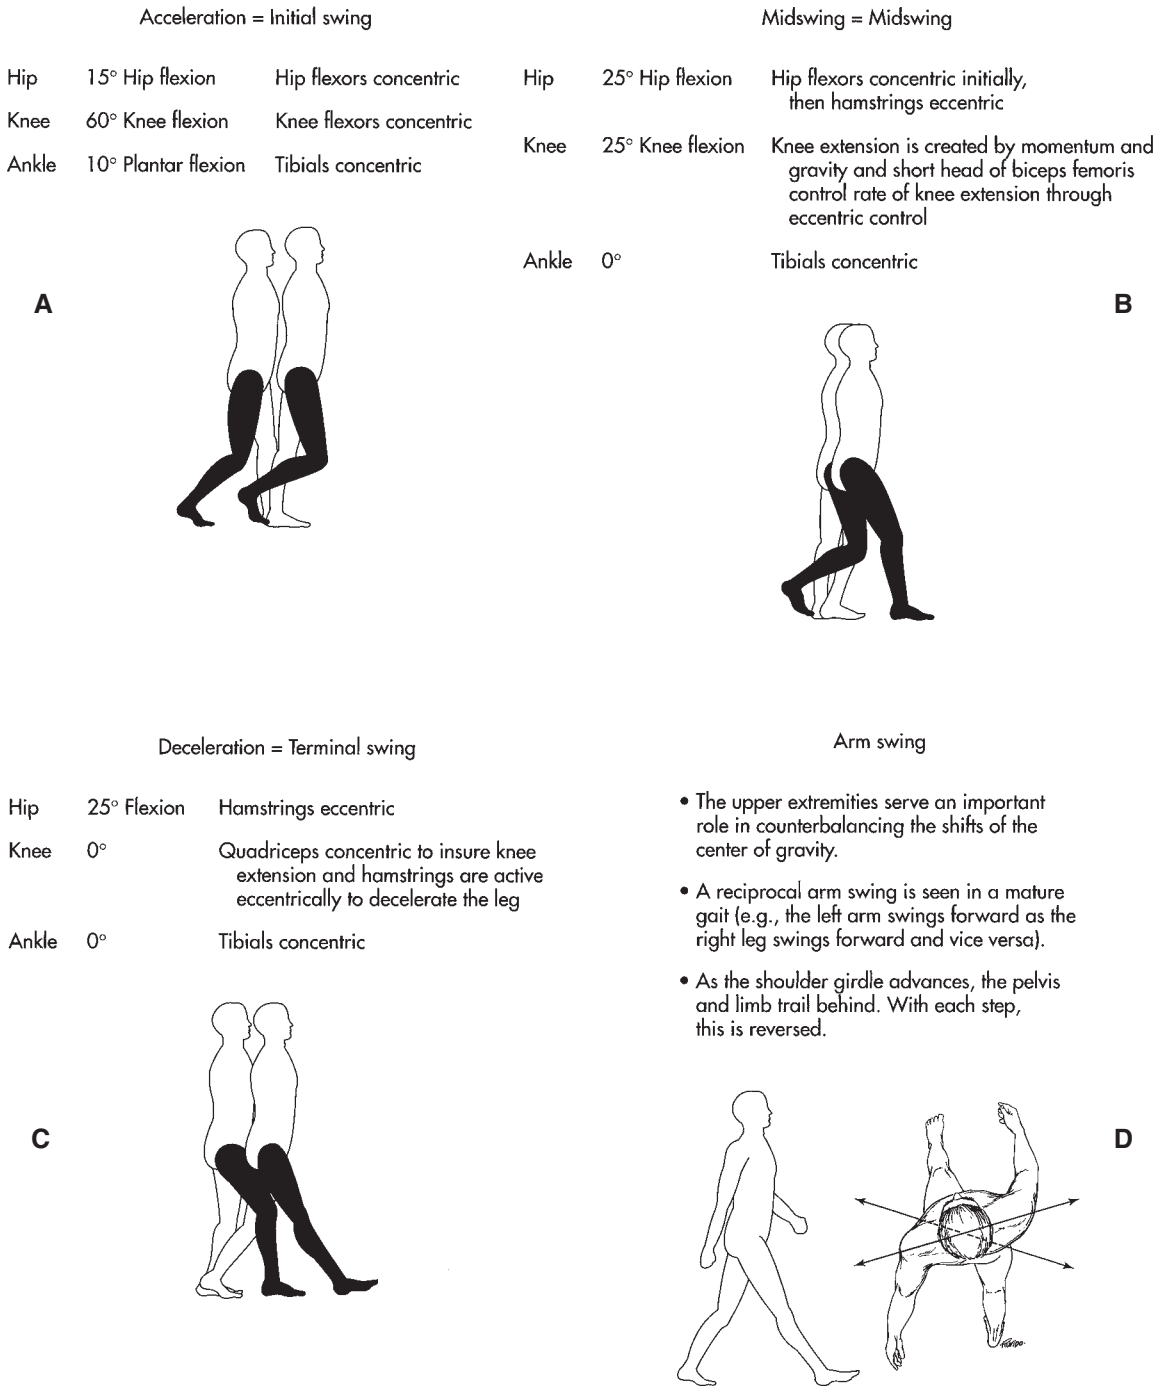 Acceleration = Initial swing
Hip 15° Hip flexion Hip flexors concentric
Knee 60° Knee flexion Knee flexors concentric
Ankle 10° Plantar flexion Tibials concentric
A
Midswing = Midswing
Hip 25° Hip flexion Hip flexors concentric initially,
then hamstrings eccentric
Knee 25° Knee flexion Knee extension is created by momentum and
gravity and short head of biceps femoris
control rate of knee extension through
eccentric control
Ankle 0° Tibials concentric
B
Deceleration = Terminal swing
Hip 25° Flexion Hamstrings eccentric
Knee 0° Quadriceps concentric to insure knee
extension and hamstrings are active
eccentrically to decelerate the leg
Ankle 0° Tibials concentric
C
Arm swing
• The upper extremities serve an important
role in counterbalancing the shifts of the
center of gravity.
• A reciprocal arm swing is seen in a mature
gait (e.g., the left arm swings forward as the
right leg swings forward and vice versa).
• As the shoulder girdle advances, the pelvis
and limb trail behind. With each step,
this is reversed.
D